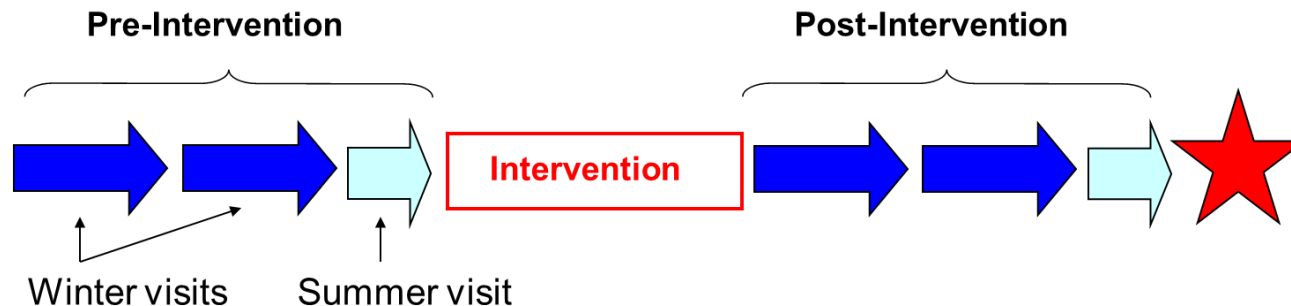 Pre-Intervention
Post-Intervention
Intervention
Winter visits
Summer visit